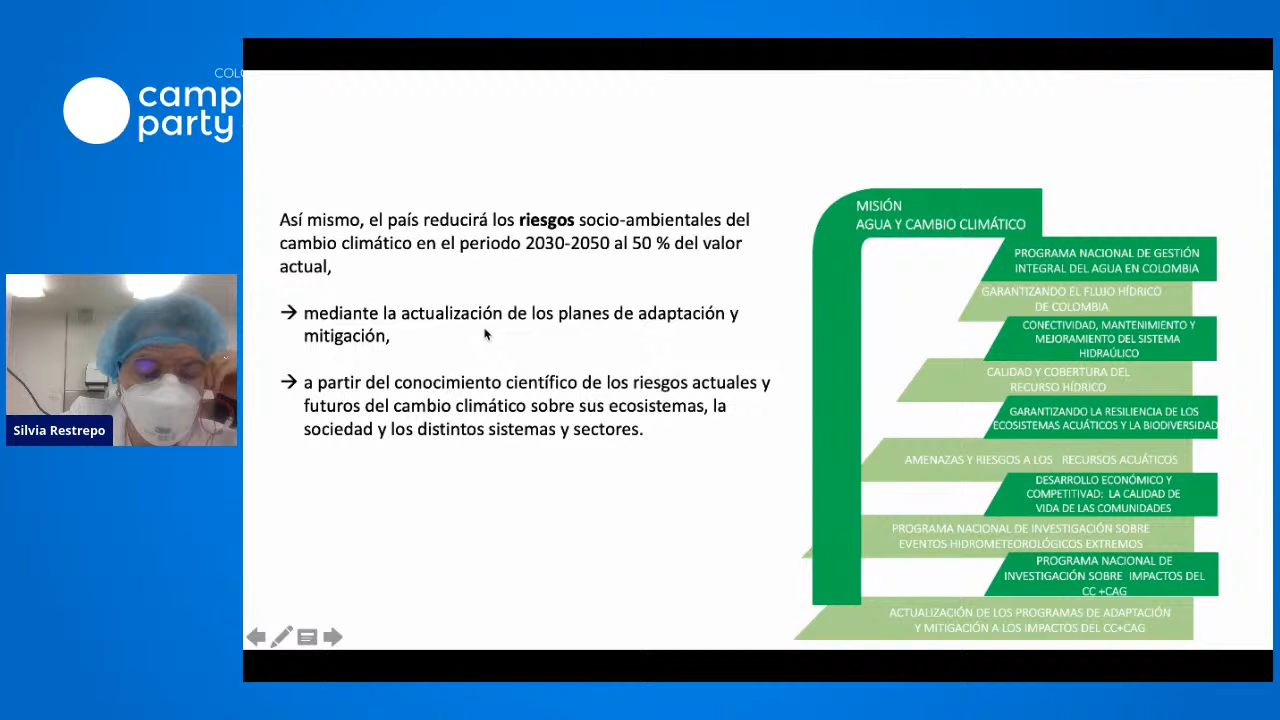 COLO
camp
party
Así mismo, el país reducirá los riesgos socio-ambientales del
cambio climático en el periodo 2030-2050 al 50 % del valor
actual,
→ mediante la actualización de los planes de adaptación y
mitigación,
→ a partir del conocimiento científico de los riesgos actuales y
futuros del cambio climático sobre sus ecosistemas, la
sociedad y los distintos sistemas y sectores.
MISIÓN
AGUA Y CAMBIO CLIMÁTICO
PROGRAMA NACIONAL DE GESTIÓN
INTEGRAL DEL AGUA EN COLOMBIA
GARANTIZANDO EL FLUJO HÍDRICO
DE COLOMBIA
CONECTIVIDAD, MANTENIMIENTO Y
MEJORAMIENTO DEL SISTEMA
HIDRAÚLICO
CALIDAD Y COBERTURA DEL
RECURSO HÍDRICO
GARANTIZANDO LA RESILIENCIA DE LOS
ECOSISTEMAS ACUÁTICOS Y LA BIODIVERSIDAD
AMENAZAS Y RIESGOS A LOS RECURSOS ACUÁTICOS
DESARROLLO ECONÓMICO Y
COMPETITIVAD: LA CALIDAD DE
VIDA DE LAS COMUNIDADES
PROGRAMA NACIONAL DE INVESTIGACIÓN SOBRE
EVENTOS HIDROMETEOROLÓGICOS EXTREMOS
PROGRAMA NACIONAL DE
INVESTIGACIÓN SOBRE IMPACTOS DEL
CC +CAG
ACTUALIZACIÓN DE LOS PROGRAMAS DE ADAPTACIÓN
Y MITIGACIÓN A LOS IMPACTOS DEL CC+CAG
Silvia Restrepo